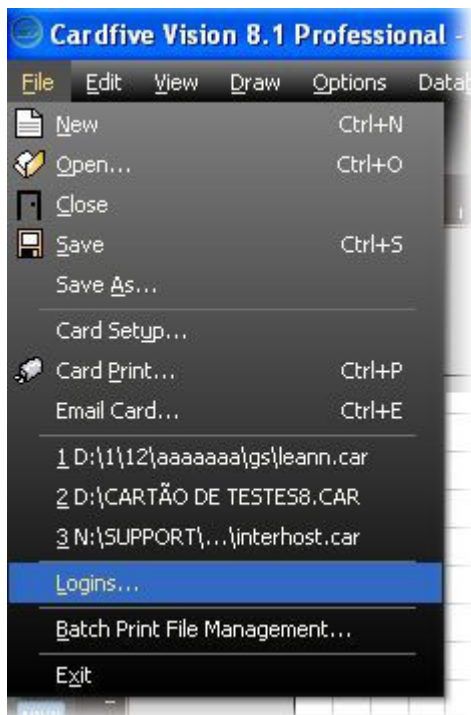 Cardfive Vision 8.1 Professional -
File Edit View Draw Options Datab
New Ctrl+N
Open... Ctrl+O
Close
Save Ctrl+S
Save As...
Card Setup...
Card Print... Ctrl+P
Email Card... Ctrl+E
1 D:\1\12\aaaaaaa\gs\leann.car
2 D:\CARTÃO DE TESTES8.CAR
3 N:\SUPPORT\...\interhost.car
Logins...
Batch Print File Management...
Exit